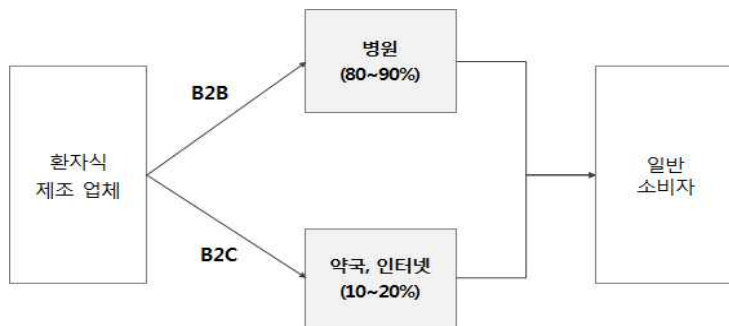 병원
(80~90%)
B2B
환자식
제조 업체
일반
소비자
B2C
약국, 인터넷
(10~20%)